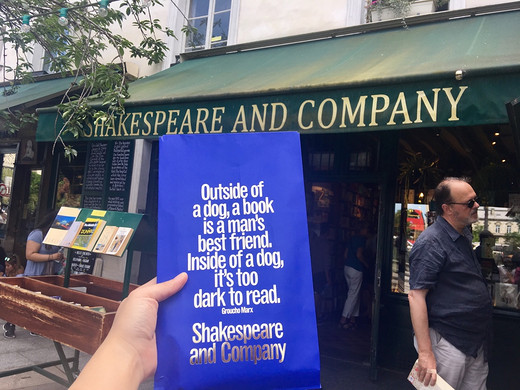 SHAKESPEARE AND COMPANY
Outside of
a dog, a book
is a man's
best friend.
Inside of a dog,
it's too
dark to read.
Groucho Marx
Shakespeare
and Company